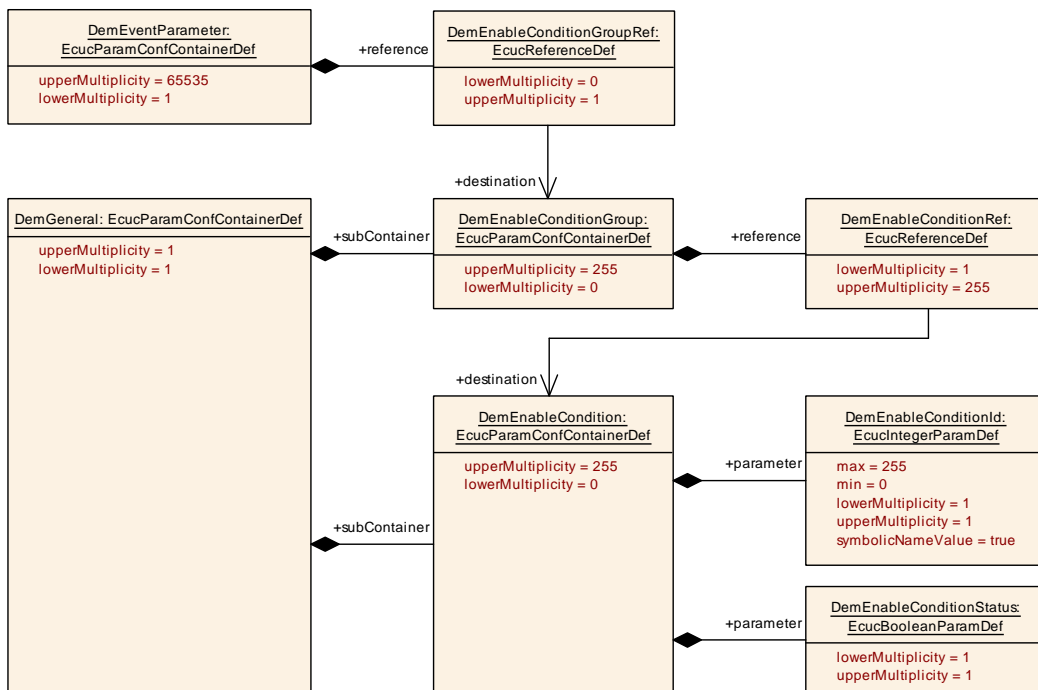 DemEventParameter:
EcucParamConfContainerDef
upperMultiplicity = 65535
lowerMultiplicity = 1
+reference
DemEnableConditionGroupRef:
EcucReferenceDef
lowerMultiplicity = 0
upperMultiplicity = 1
+destination
DemGeneral: EcucParamConfContainerDef
upperMultiplicity = 1
lowerMultiplicity = 1
+subContainer
DemEnableConditionGroup:
EcucParamConfContainerDef
upperMultiplicity = 255
lowerMultiplicity = 0
+reference
DemEnableConditionRef:
EcucReferenceDef
lowerMultiplicity = 1
upperMultiplicity = 255
+destination
DemEnableCondition:
EcucParamConfContainerDef
upperMultiplicity = 255
lowerMultiplicity = 0
+parameter
DemEnableConditionId:
EcucIntegerParamDef
max = 255
min = 0
lowerMultiplicity = 1
upperMultiplicity = 1
symbolicNameValue = true
+subContainer
+parameter
DemEnableConditionStatus:
EcucBooleanParamDef
lowerMultiplicity = 1
upperMultiplicity = 1